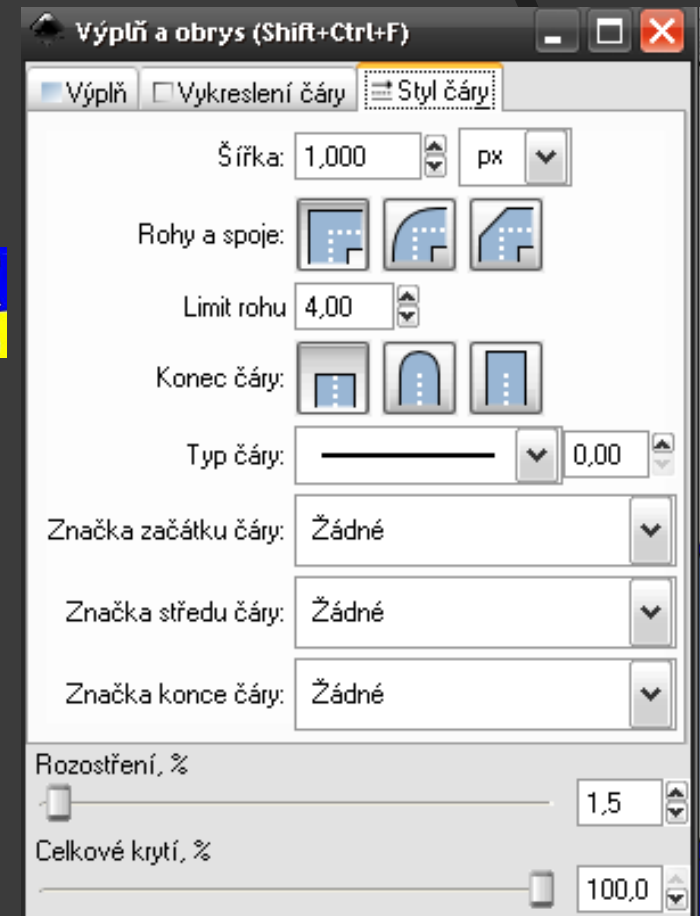 Výplň a obrys (Shift+Ctrl+F)
Výplň Vykreslení čáry Styl čáry
Šířka: 1,000 px
Rohy a spoje:
Limit rohu 4,00
Konec čáry:
Typ čáry: 0,00
Značka začátku čáry: Žádné
Značka středu čáry: Žádné
Značka konce čáry: Žádné
Rozostření, %
1,5
Celkové krytí, %
100,0